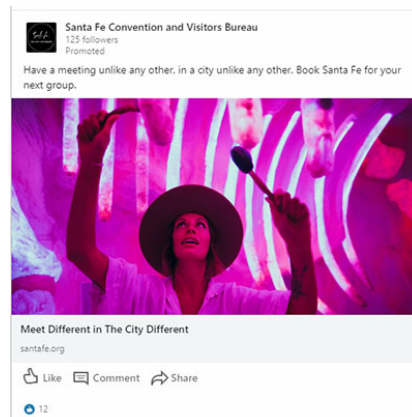 Santa Fe Convention and Visitors Bureau
125 followers
Promoted
Have a meeting unlike any other, in a city unlike any other. Book Santa Fe for your
next group.
Meet Different in The City Different
santafe.org
Like Comment Share
12